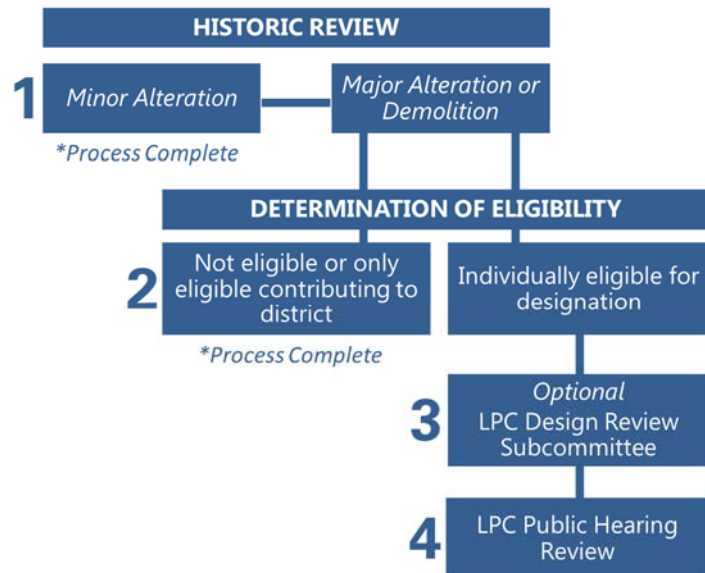 HISTORIC REVIEW
1
Minor Alteration
Major Alteration or
Demolition
*Process Complete
DETERMINATION OF ELIGIBILITY
2
Not eligible or only
eligible contributing to
district
Individually eligible for
designation
*Process Complete
3
Optional
LPC Design Review
Subcommittee
4
LPC Public Hearing
Review